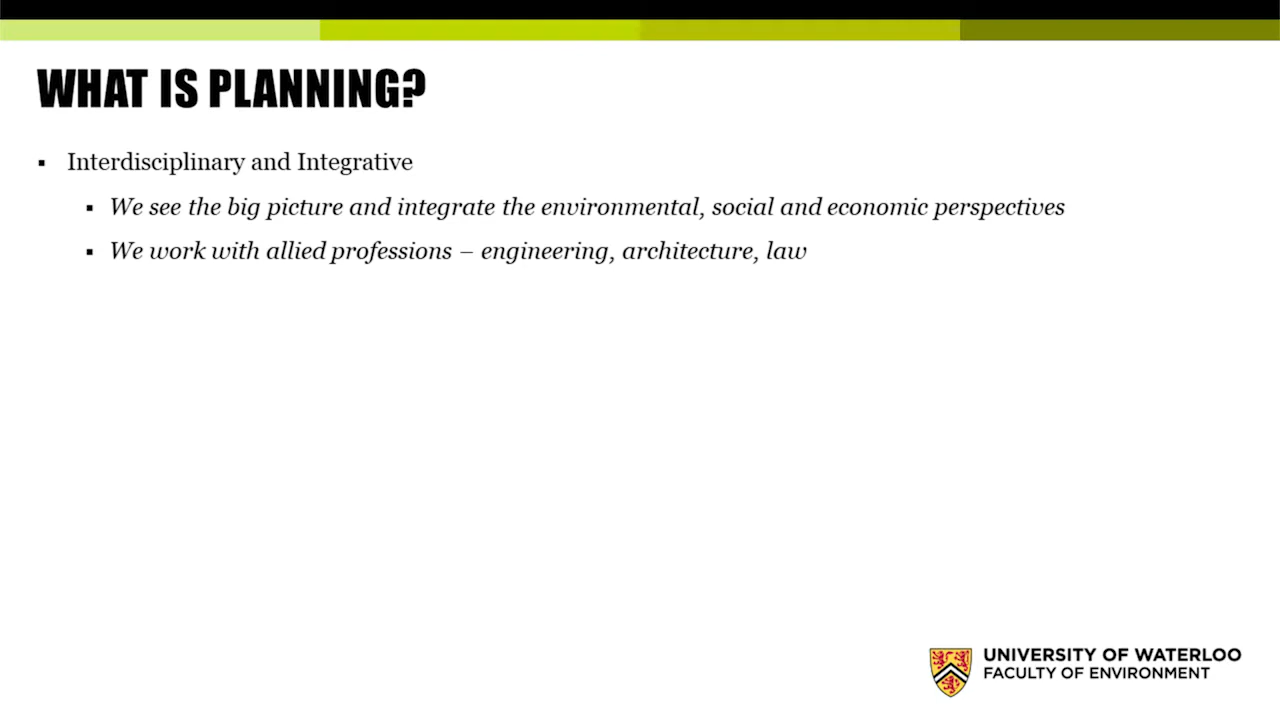 WHAT IS PLANNING?
▪ Interdisciplinary and Integrative
▪ We see the big picture and integrate the environmental, social and economic perspectives
▪ We work with allied professions – engineering, architecture, law
UNIVERSITY OF WATERLOO
FACULTY OF ENVIRONMENT